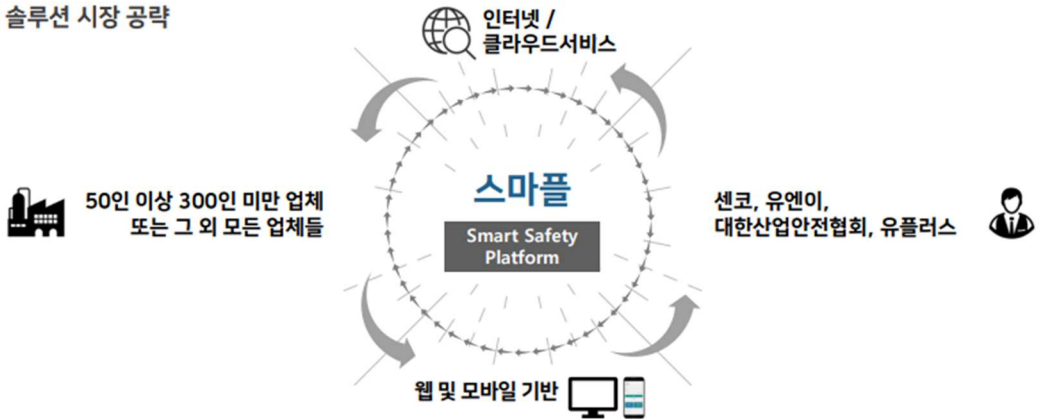 솔루션 시장 공략
인터넷 /
클라우드서비스
50인 이상 300인 미만 업체
또는 그 외 모든 업체들
스마플
Smart Safety
Platform
센코, 유엔이,
대한산업안전협회, 유플러스
웹 및 모바일 기반